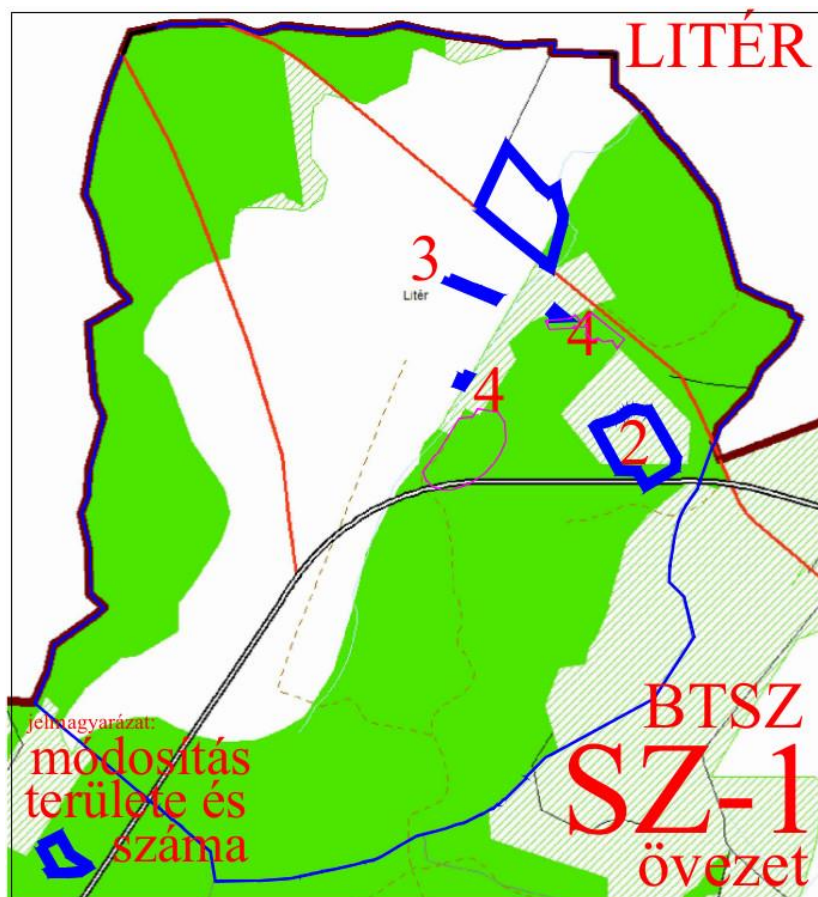 LITÉR
3
Litér
4
4
2
jelmagyarázat:
módosítás
területe és
száma
BTSZ
SZ-1
övezet